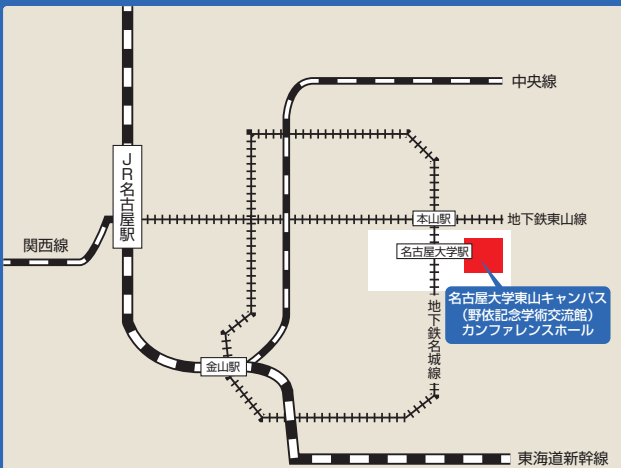 中央線
JR名古屋駅
本山駅
地下鉄東山線
関西線
名古屋大学駅
名古屋大学東山キャンパス
（野依記念学術交流館）
カンファレンスホール
地下鉄名城線
金山駅
東海道新幹線